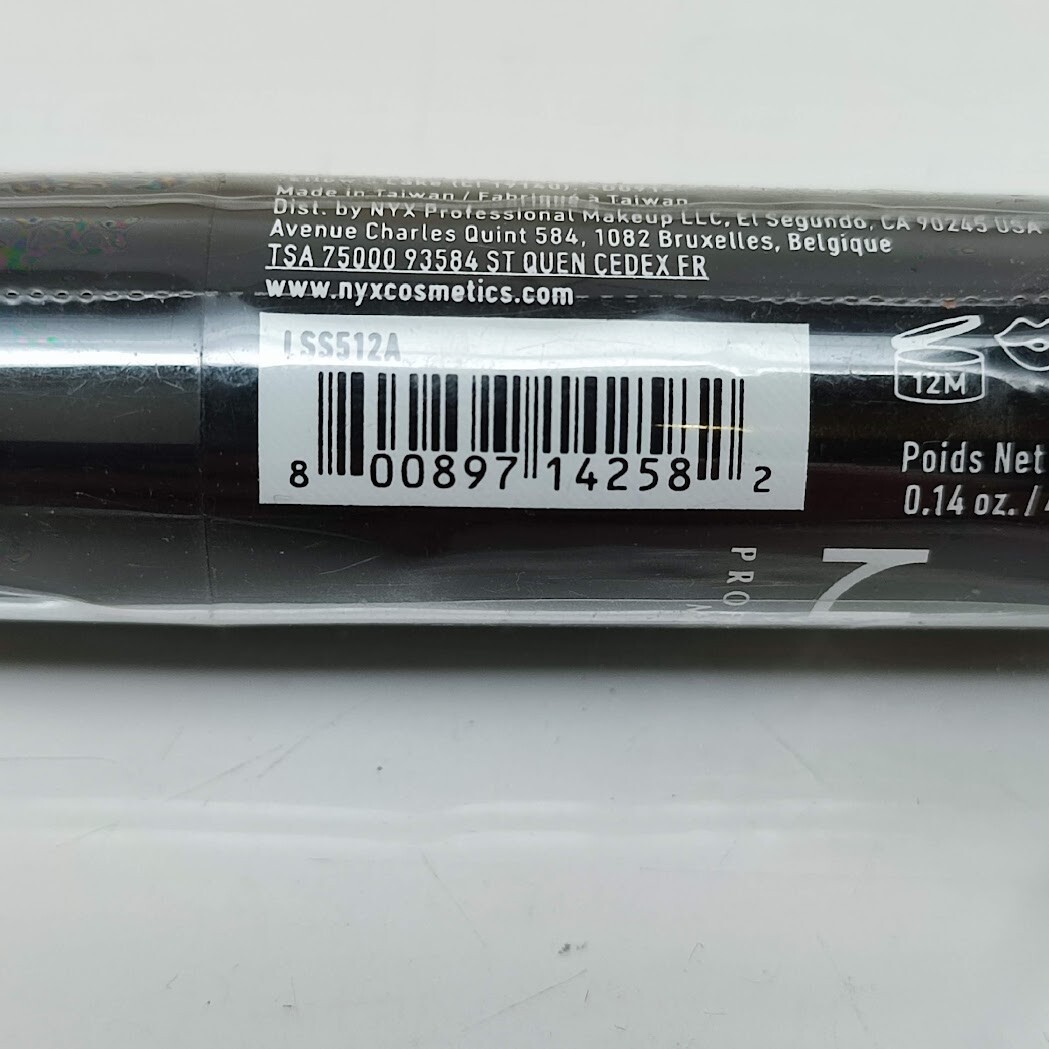 Made in Taiwan / Fabriqué à Taiwan
Dist. by NYX Professional Makeup LLC, El Segundo, CA 90245 USA
Avenue Charles Quint 584, 1082 Bruxelles, Belgique
TSA 75000 93584 ST QUEN CEDEX FR
www.nyxcosmetics.com
LSS512A
8 00897 14258 2
12M
Poids Net
0.14 oz. /
PRO